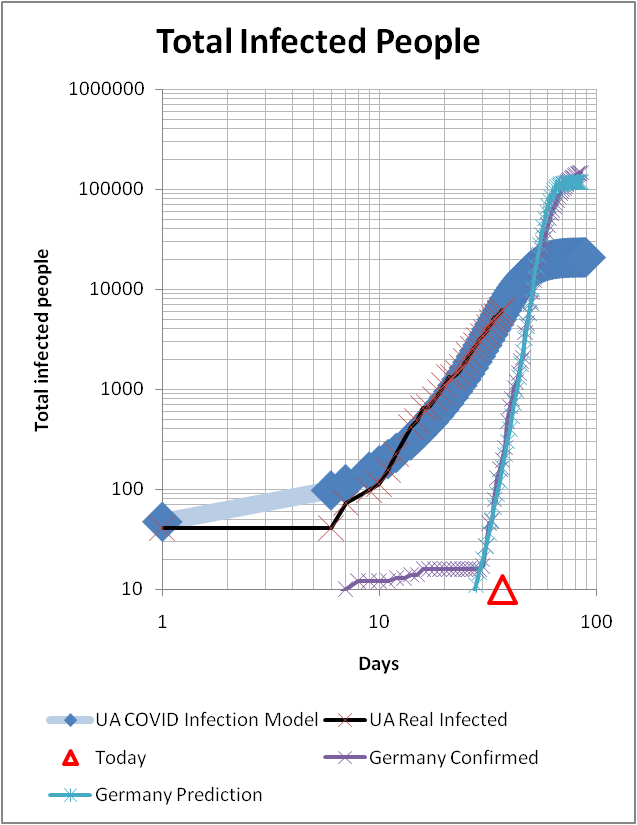 Total Infected People
1000000
100000
10000
1000
100
10
1 10 100
Total infected people
Days
UA COVID Infection Model UA Real Infected
Today Germany Confirmed
Germany Prediction